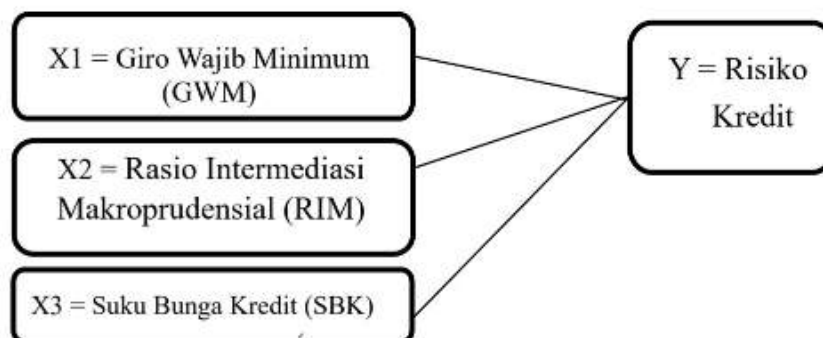 X1 = Giro Wajib Minimum
(GWM)
Y = Risiko
Kredit
X2 = Rasio Intermediasi
Makroprudensial (RIM)
X3 = Suku Bunga Kredit (SBK)